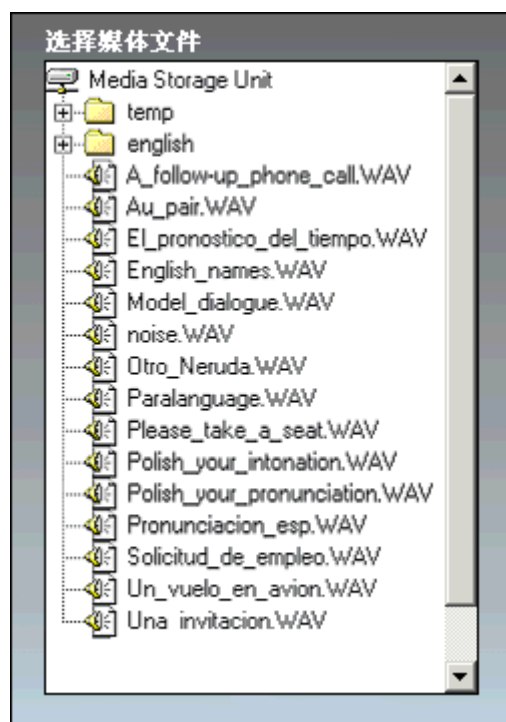 选择媒体文件
Media Storage Unit
temp
english
A_follow-up_phone_call.WAV
Au_pair.WAV
El_pronostico_del_tiempo.WAV
English_names.WAV
Model_dialogue.WAV
noise.WAV
Otro_Neruda.WAV
Paralanguage.WAV
Please_take_a_seat.WAV
Polish_your_intonation.WAV
Polish_your_pronunciation.WAV
Pronunciacion_esp.WAV
Solicitud_de_empleo.WAV
Un_vuelo_en_avion.WAV
Una invitacion.WAV